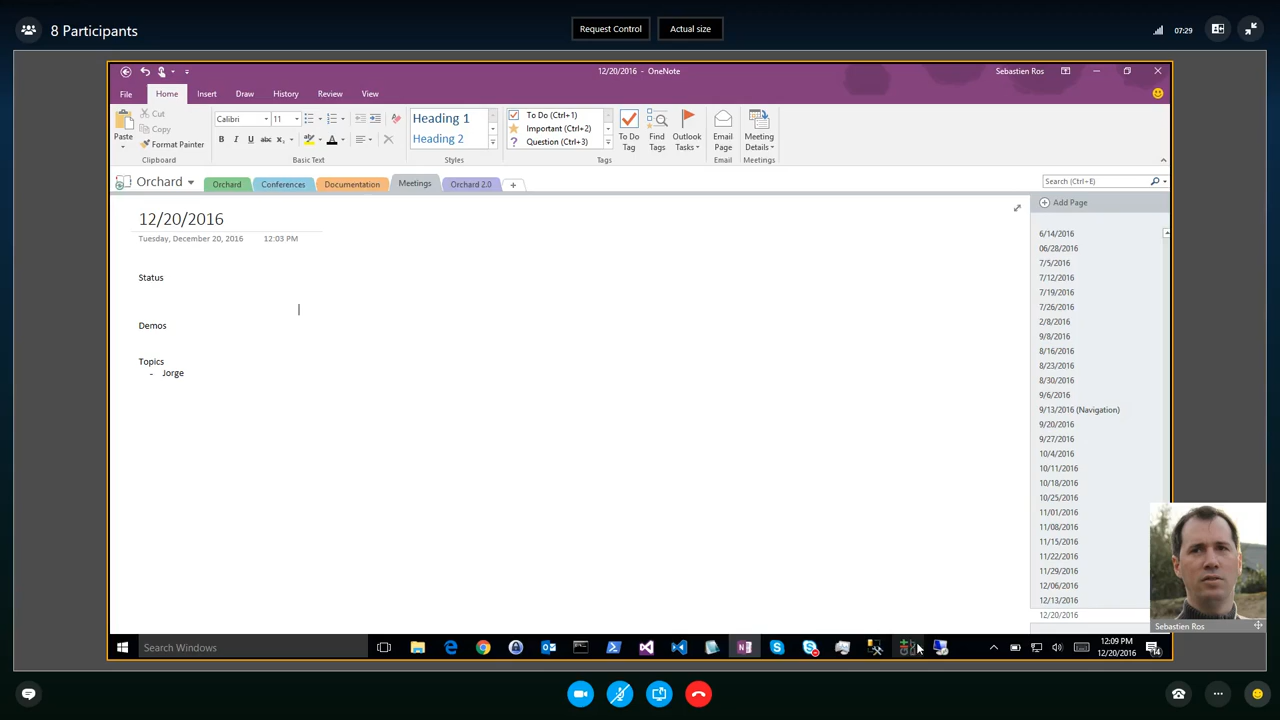 8 Participants
Request Control
Actual size
07:29
12/20/2016 - OneNote
Sebastien Ros
File
Home
Insert
Draw
History
Review
View
Paste
Cut
Copy
Format Painter
Clipboard
Calibri
11
B I U abc x₂
Basic Text
Heading 1
Heading 2
Styles
To Do (Ctrl+1)
Important (Ctrl+2)
Question (Ctrl+3)
To Do Tag
Find Tags
Outlook Tasks
Tags
Email Page
Email
Meeting Details
Meetings
Orchard
Orchard
Conferences
Documentation
Meetings
Orchard 2.0
Search (Ctrl+E)
12/20/2016
Tuesday, December 20, 2016 12:03 PM
Status
Demos
Topics
- Jorge
Add Page
6/14/2016
06/28/2016
7/5/2016
7/12/2016
7/19/2016
7/26/2016
2/8/2016
9/8/2016
8/16/2016
8/23/2016
8/30/2016
9/6/2016
9/13/2016 (Navigation)
9/20/2016
9/27/2016
10/4/2016
10/11/2016
10/18/2016
10/25/2016
11/01/2016
11/08/2016
11/15/2016
11/22/2016
11/29/2016
12/06/2016
12/13/2016
12/20/2016
Sebastien Ros
Search Windows
12:09 PM
12/20/2016